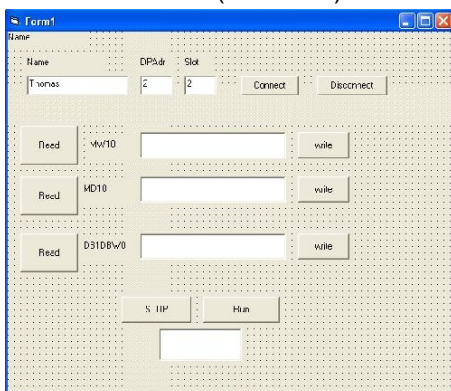 Form1
Name
Name DPAdr Slot
Thomas 2 2 Connect Disconnect
Read MW10 write
Read MD10 write
Read DB1DBW0 write
STOP Run